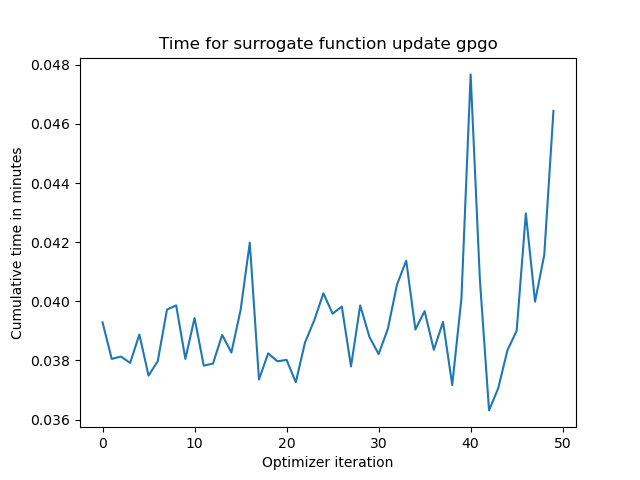 Time for surrogate function update gpgo
0.048
0.046
0.044
0.042
0.040
0.038
0.036
Cumulative time in minutes
0 10 20 30 40 50
Optimizer iteration